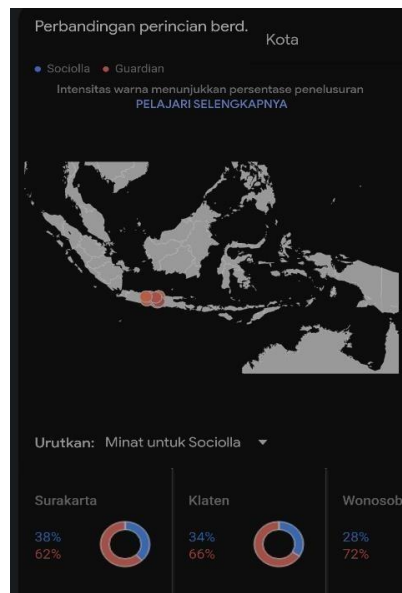 Perbandingan perincian berd.
Kota
Sociolla Guardian
Intensitas warna menunjukkan persentase penelusuran
PELAJARI SELENGKAPNYA
Urutkan: Minat untuk Sociolla
Surakarta
38%
62%
Klaten
34%
66%
Wonosob
28%
72%